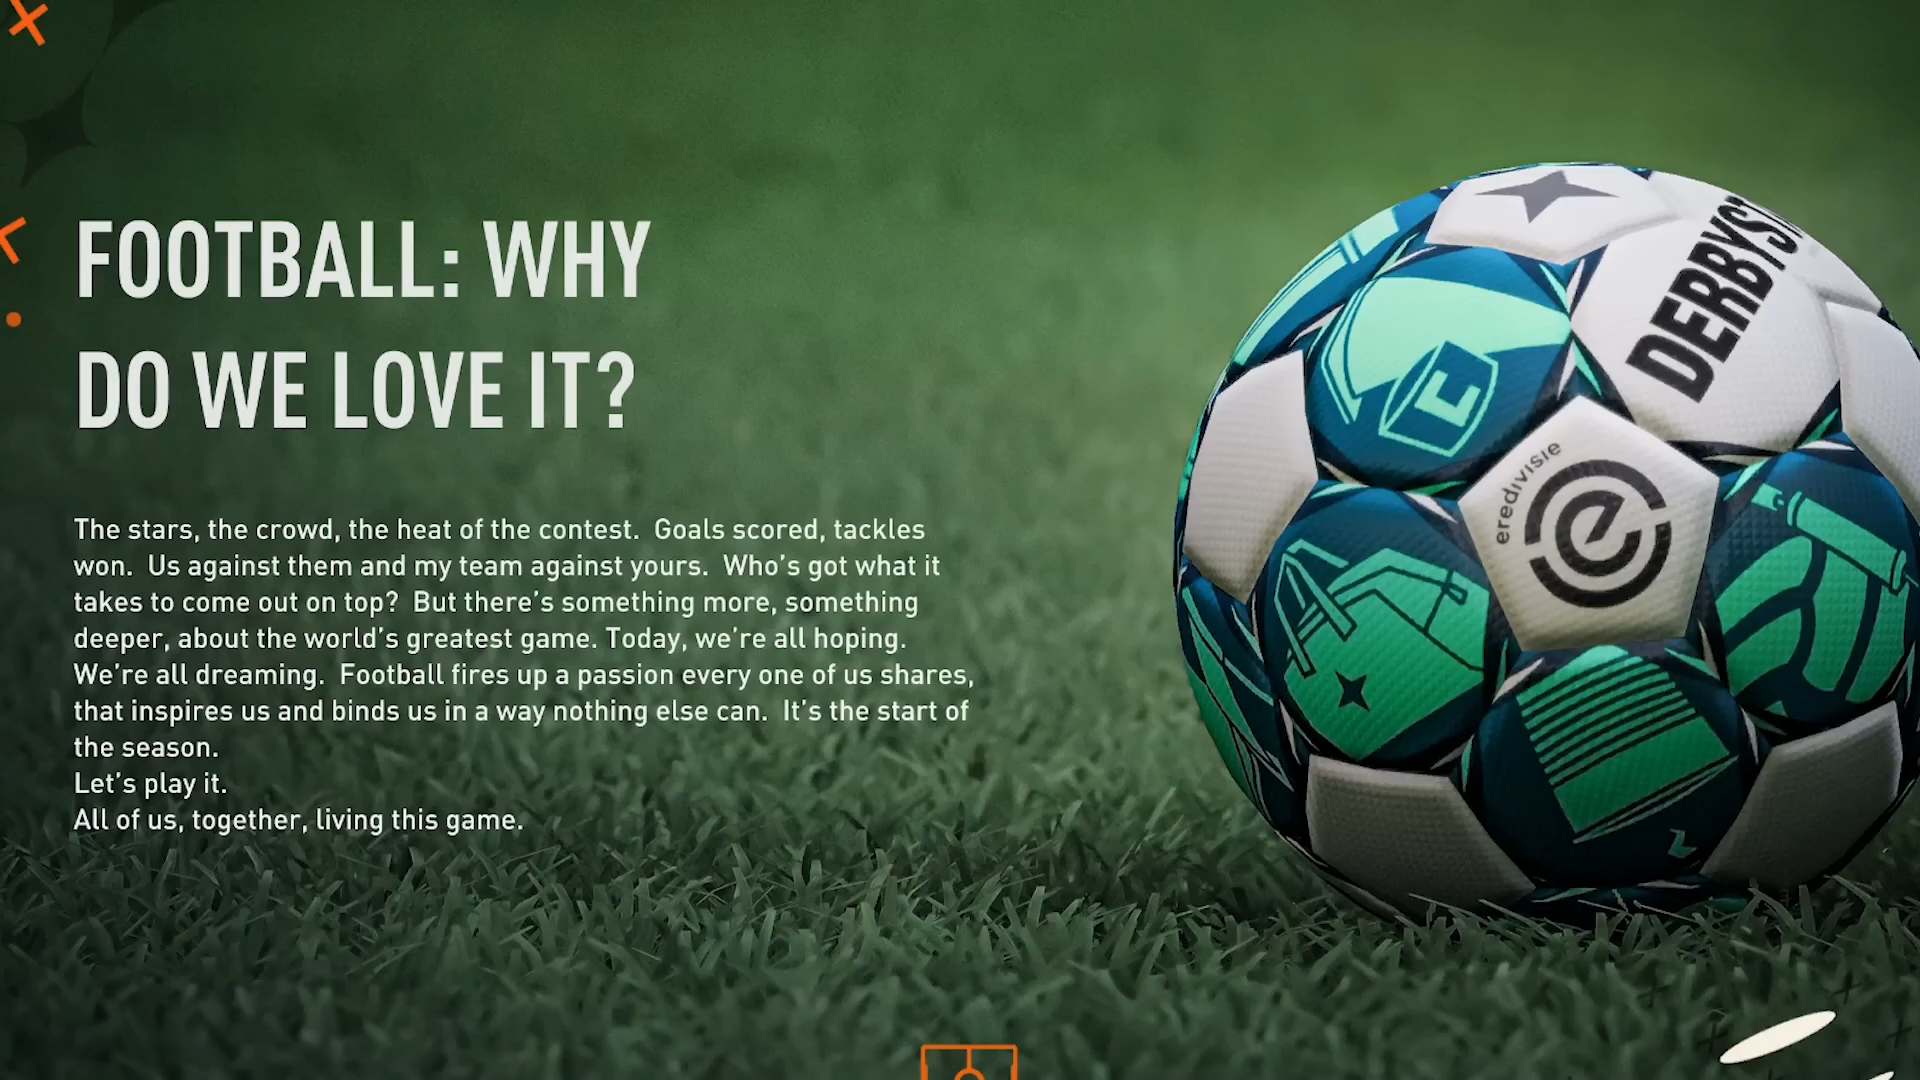 FOOTBALL: WHY
DO WE LOVE IT?
The stars, the crowd, the heat of the contest.  Goals scored, tackles
won.  Us against them and my team against yours.  Who's got what it
takes to come out on top?  But there's something more, something
deeper, about the world's greatest game. Today, we're all hoping.
We're all dreaming.  Football fires up a passion every one of us shares,
that inspires us and binds us in a way nothing else can.  It's the start of
the season.
Let's play it.
All of us, together, living this game.
DERBYST
eredivisie